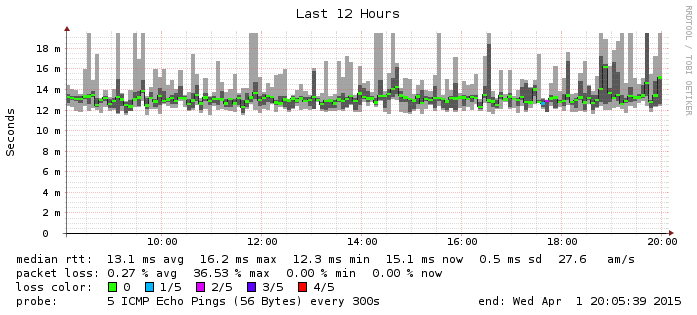 Last 12 Hours
RRDTOOL / TOBI OETIKER
Seconds
18 m
16 m
14 m
12 m
10 m
8 m
6 m
4 m
2 m
0
10:00 12:00 14:00 16:00 18:00 20:00
median rtt: 13.1 ms avg 16.2 ms max 12.3 ms min 15.1 ms now 0.5 ms sd 27.6 am/s
packet loss: 0.27 % avg 36.53 % max 0.00 % min 0.00 % now
loss color: 0 1/5 2/5 3/5 4/5
probe: 5 ICMP Echo Pings (56 Bytes) every 300s end: Wed Apr 1 20:05:39 2015